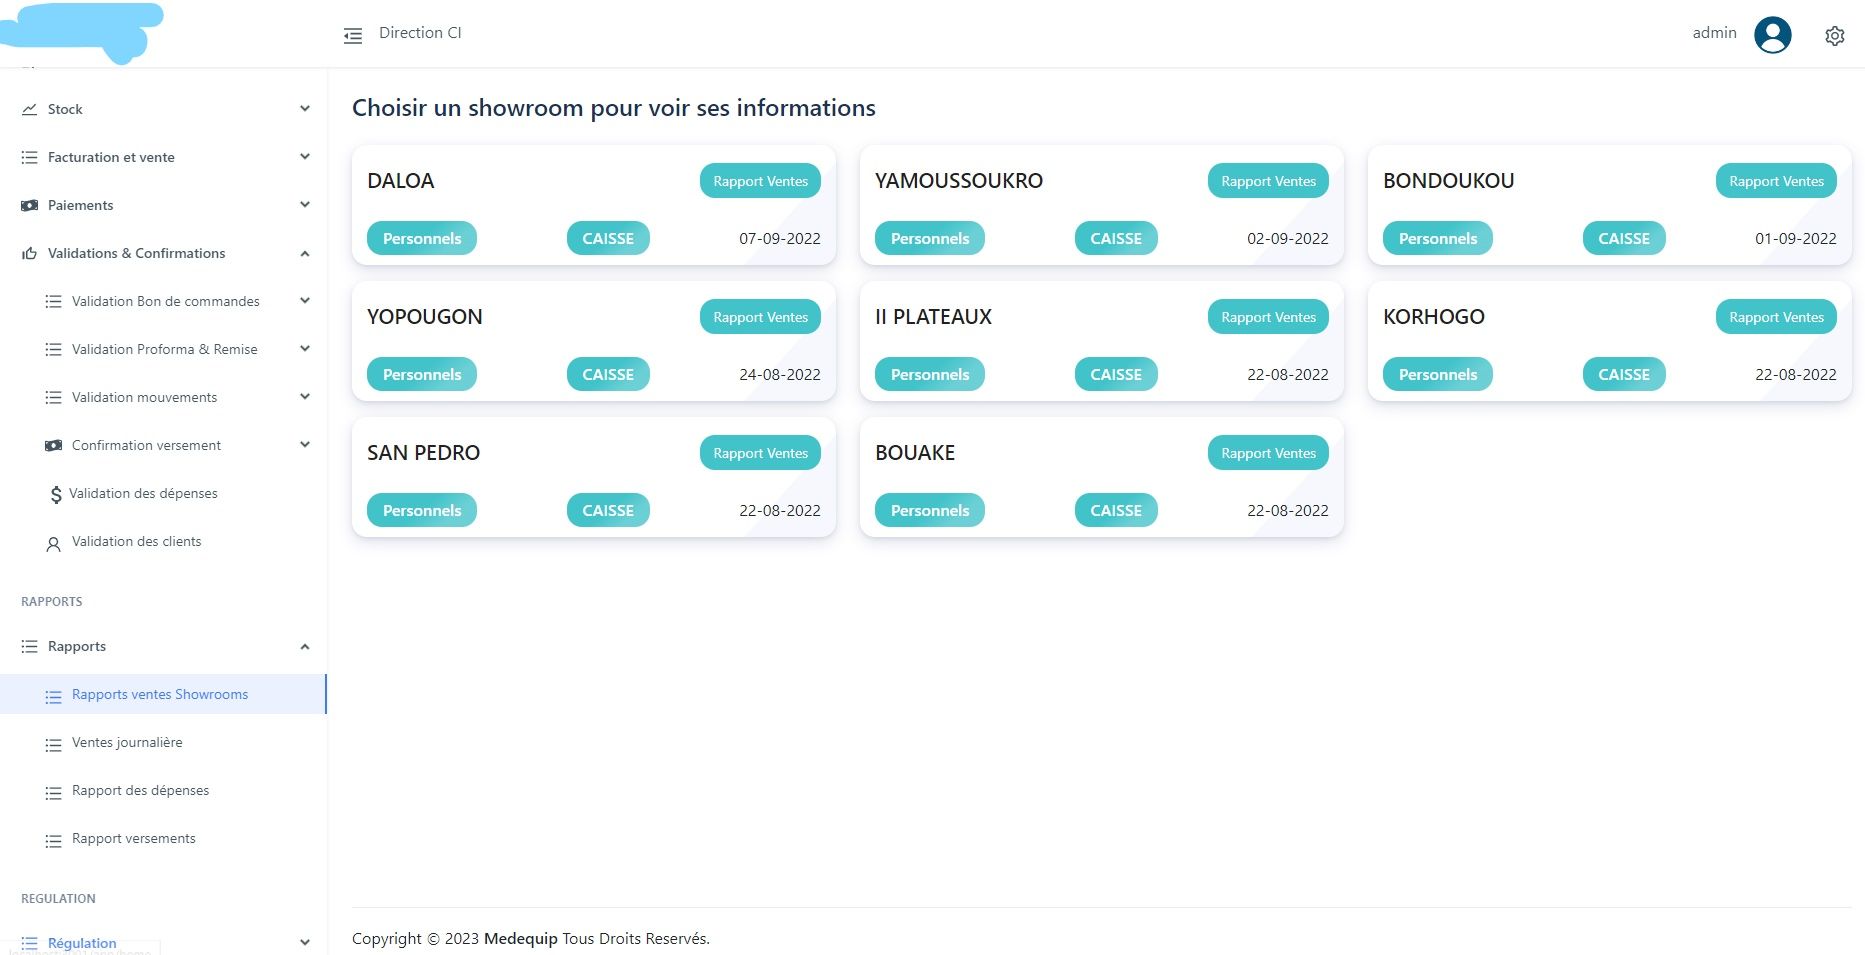 Direction CI
admin
Stock
Facturation et vente
Paiements
Validations & Confirmations
Validation Bon de commandes
Validation Proforma & Remise
Validation mouvements
Confirmation versement
Validation des dépenses
Validation des clients
RAPPORTS
Rapports
Rapports ventes Showrooms
Ventes journalière
Rapport des dépenses
Rapport versements
REGULATION
Régulation
Choisir un showroom pour voir ses informations
DALOA
Rapport Ventes
Personnels CAISSE 07-09-2022
YAMOUSSOUKRO
Rapport Ventes
Personnels CAISSE 02-09-2022
BONDOUKOU
Rapport Ventes
Personnels CAISSE 01-09-2022
YOPOUGON
Rapport Ventes
Personnels CAISSE 24-08-2022
II PLATEAUX
Rapport Ventes
Personnels CAISSE 22-08-2022
KORHOGO
Rapport Ventes
Personnels CAISSE 22-08-2022
SAN PEDRO
Rapport Ventes
Personnels CAISSE 22-08-2022
BOUAKE
Rapport Ventes
Personnels CAISSE 22-08-2022
Copyright © 2023 Medequip Tous Droits Reservés.